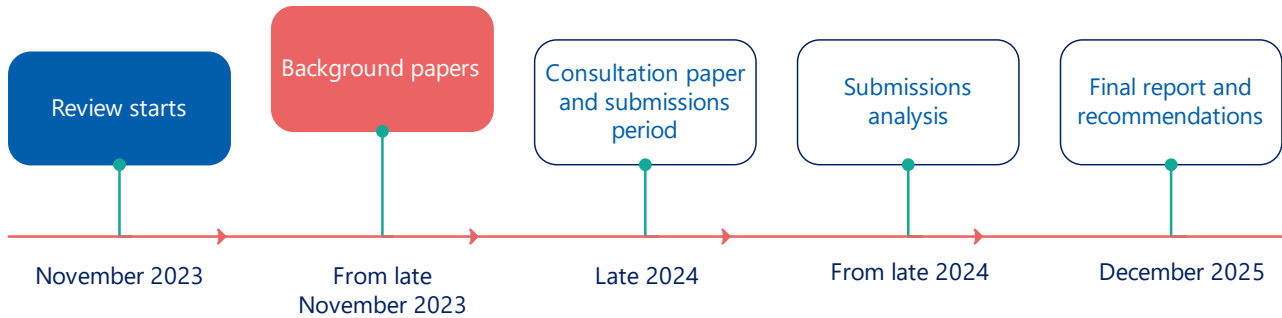 Review starts
Background papers
Consultation paper
and submissions
period
Submissions
analysis
Final report and
recommendations
November 2023
From late
November 2023
Late 2024
From late 2024
December 2025